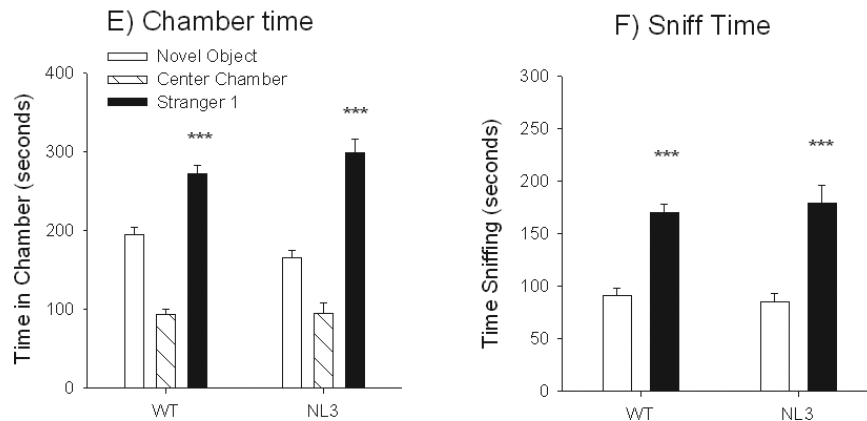 E) Chamber time
Novel Object
Center Chamber
Stranger 1
Time in Chamber (seconds)
400
300
200
100
0
***
***
WT
NL3
F) Sniff Time
Time Sniffing (seconds)
300
250
200
150
100
50
0
***
***
WT
NL3